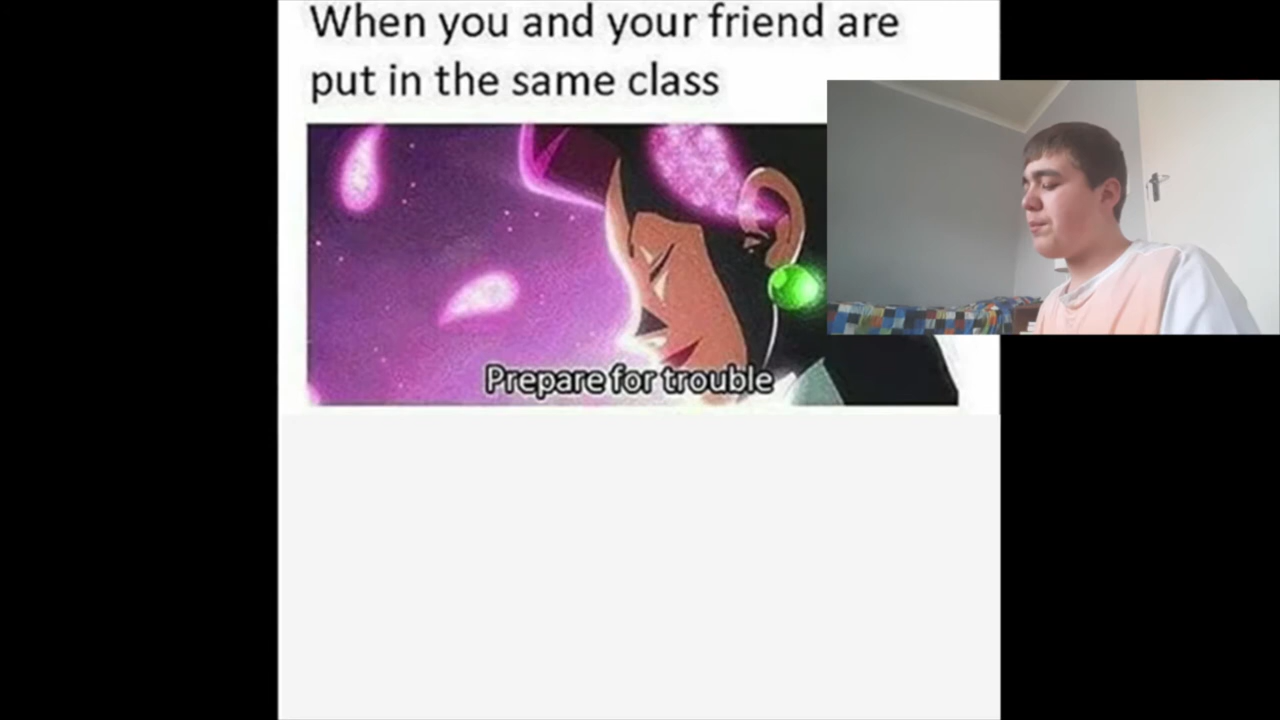 When you and your friend are
put in the same class
Prepare for trouble